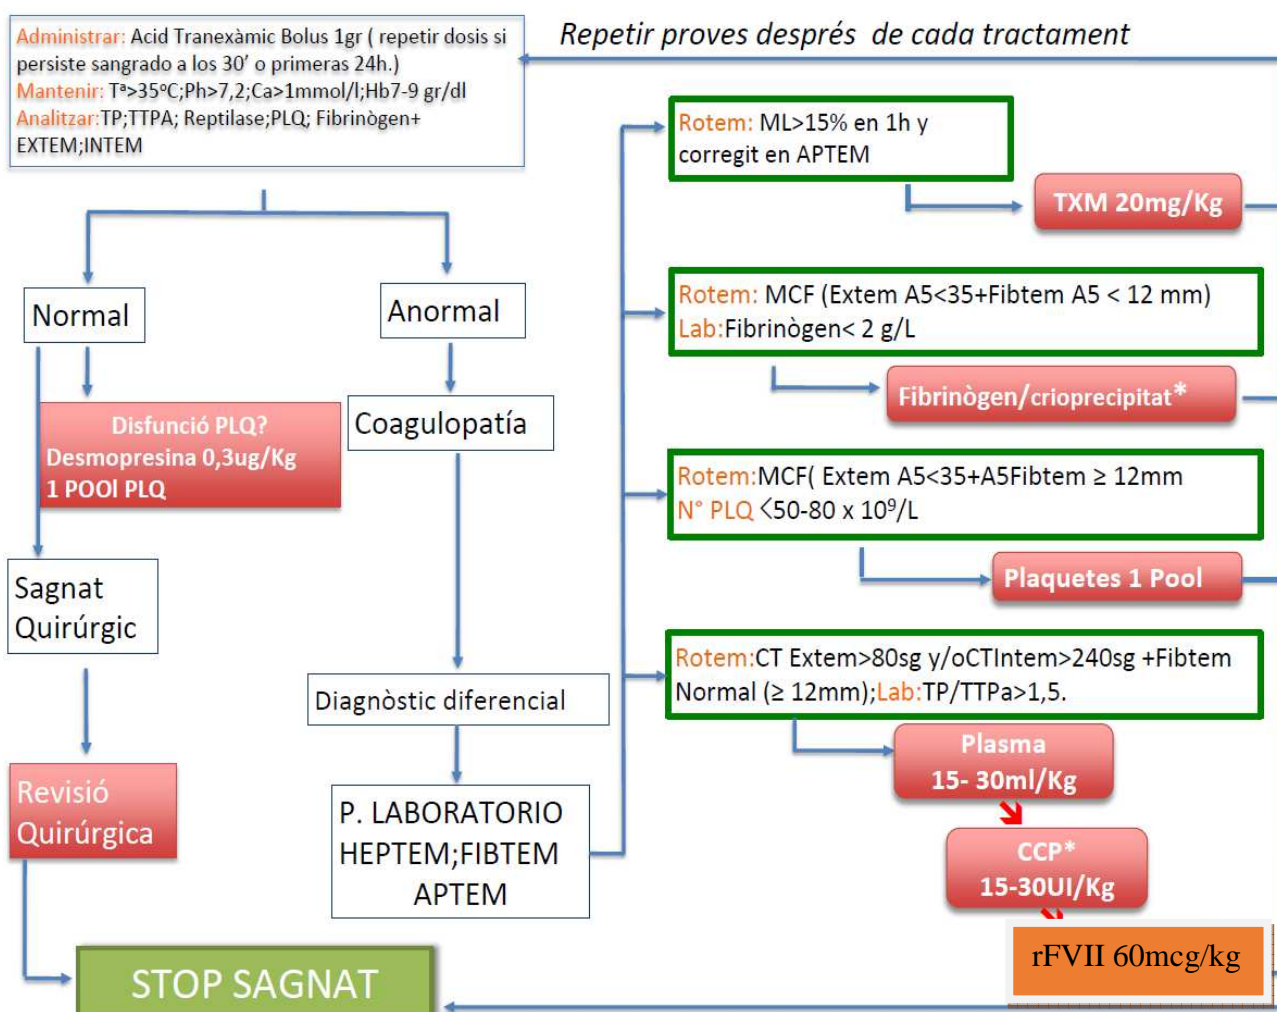 Administrar: Acid Tranexàmic Bolus 1gr ( repetir dosis si
persiste sangrado a los 30’ o primeras 24h.)
Mantenir: Tª>35ºC;Ph>7,2;Ca>1mmol/l;Hb7-9 gr/dl
Analitzar:TP;TTPA; Reptilase;PLQ; Fibrinògen+
EXTEM;INTEM
Repetir proves després de cada tractament
Normal
Anormal
Disfunció PLQ?
Desmopresina 0,3ug/Kg
1 POOl PLQ
Coagulopatía
Sagnat
Quirúrgic
Diagnòstic diferencial
Revisió
Quirúrgica
P. LABORATORIO
HEPTEM;FIBTEM
APTEM
STOP SAGNAT
Rotem: ML>15% en 1h y
corregit en APTEM
TXM 20mg/Kg
Rotem: MCF (Extem A5<35+Fibtem A5 < 12 mm)
Lab:Fibrinògen< 2 g/L
Fibrinògen/crioprecipitat*
Rotem:MCF( Extem A5<35+A5Fibtem ≥ 12mm
N° PLQ <50-80 x 10⁹/L
Plaquetes 1 Pool
Rotem:CT Extem>80sg y/oCTIntem>240sg +Fibtem
Normal (≥ 12mm);Lab:TP/TTPa>1,5.
Plasma
15- 30ml/Kg
CCP*
15-30UI/Kg
rFVII 60mcg/kg